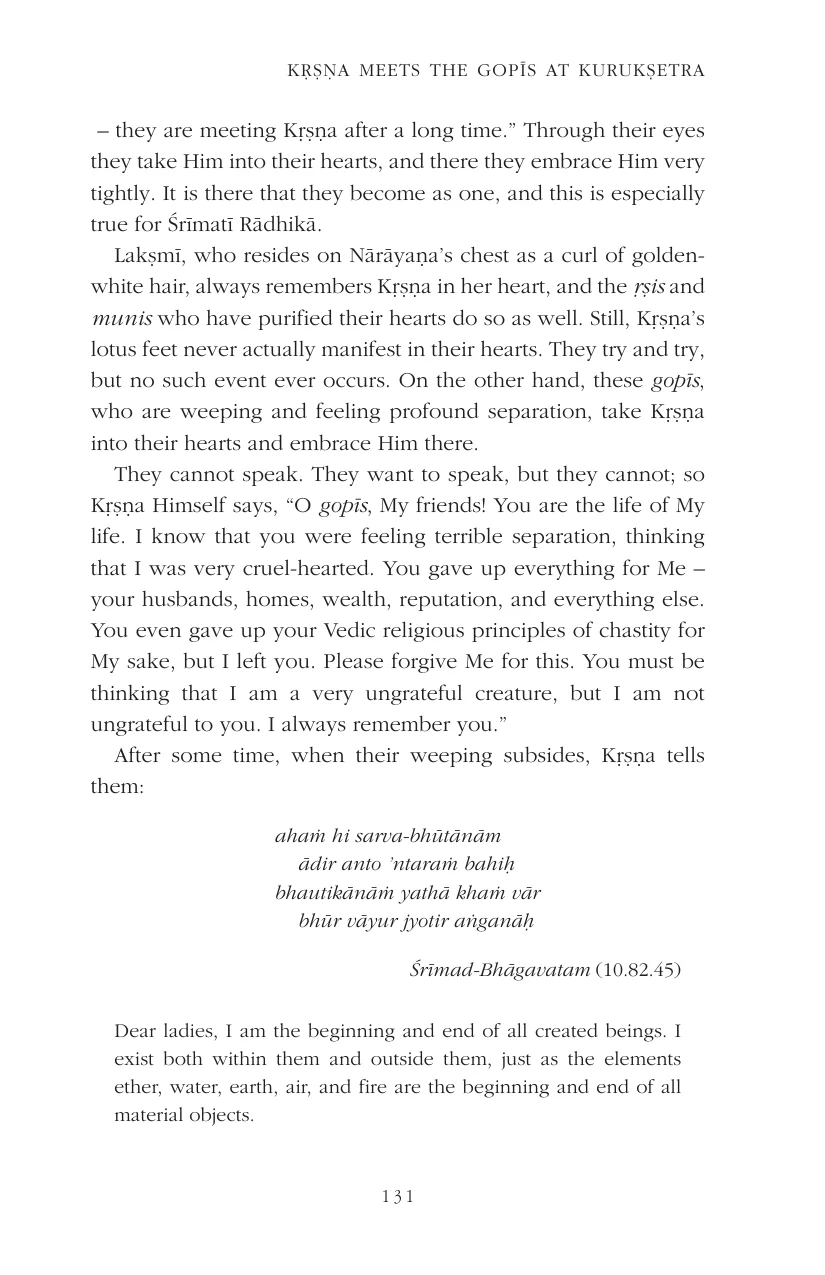 KṚṢṆA MEETS THE GOPĪS AT KURUKṢETRA
– they are meeting Kṛṣṇa after a long time.” Through their eyes
they take Him into their hearts, and there they embrace Him very
tightly. It is there that they become as one, and this is especially
true for Śrīmatī Rādhikā.
Lakṣmī, who resides on Nārāyaṇa’s chest as a curl of golden-
white hair, always remembers Kṛṣṇa in her heart, and the ṛṣis and
munis who have purified their hearts do so as well. Still, Kṛṣṇa’s
lotus feet never actually manifest in their hearts. They try and try,
but no such event ever occurs. On the other hand, these gopīs,
who are weeping and feeling profound separation, take Kṛṣṇa
into their hearts and embrace Him there.
They cannot speak. They want to speak, but they cannot; so
Kṛṣṇa Himself says, “O gopīs, My friends! You are the life of My
life. I know that you were feeling terrible separation, thinking
that I was very cruel-hearted. You gave up everything for Me –
your husbands, homes, wealth, reputation, and everything else.
You even gave up your Vedic religious principles of chastity for
My sake, but I left you. Please forgive Me for this. You must be
thinking that I am a very ungrateful creature, but I am not
ungrateful to you. I always remember you.”
After some time, when their weeping subsides, Kṛṣṇa tells
them:
ahaṁ hi sarva-bhūtānām
ādir anto ’ntaraṁ bahiḥ
bhautikānāṁ yathā khaṁ vār
bhūr vāyur jyotir aṅganāḥ
Śrīmad-Bhāgavatam (10.82.45)
Dear ladies, I am the beginning and end of all created beings. I
exist both within them and outside them, just as the elements
ether, water, earth, air, and fire are the beginning and end of all
material objects.
131